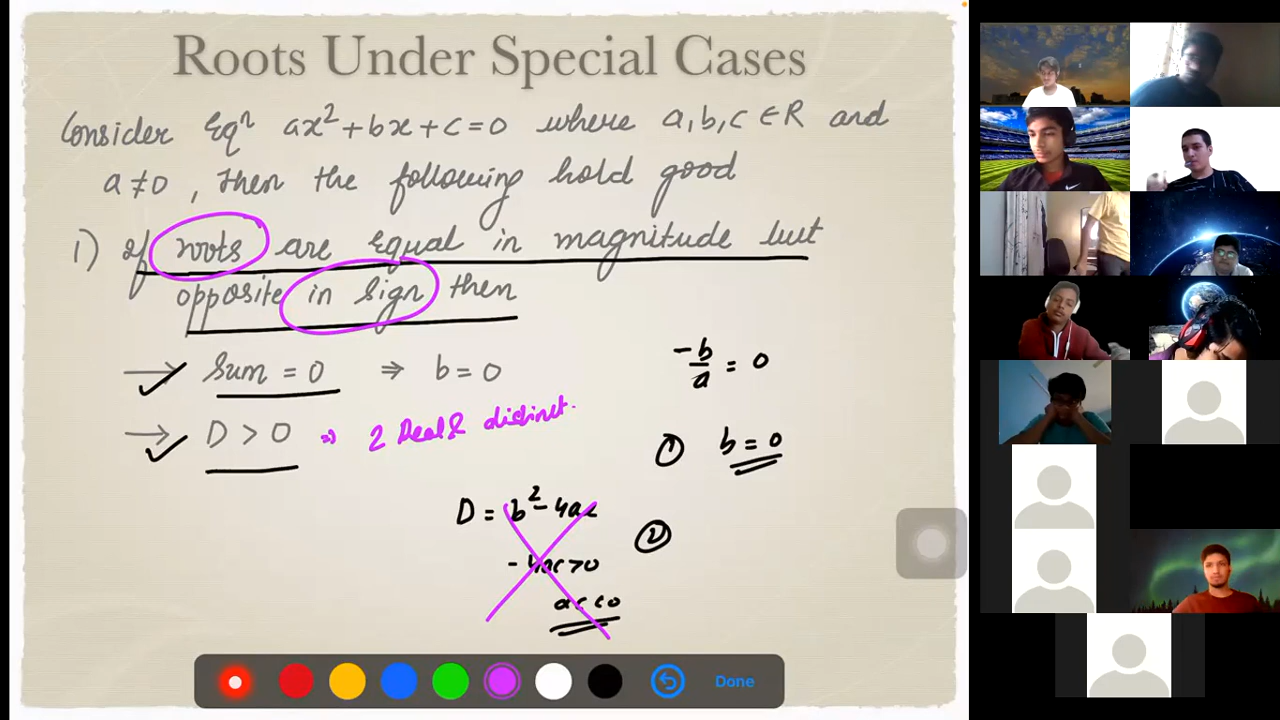 Roots Under Special Cases
Consider Eqⁿ ax²+bx+c=0 where a,b,c ∈ R and
a≠0, then the following hold good
1) If roots are equal in magnitude but
opposite in sign then
→ Sum = 0 ⇒ b = 0
→ D > 0 ⇒ 2 Real & distinct.
-b/a = 0
① b = 0
D = b²-4ac
②
-4ac>0
ac<0
Done